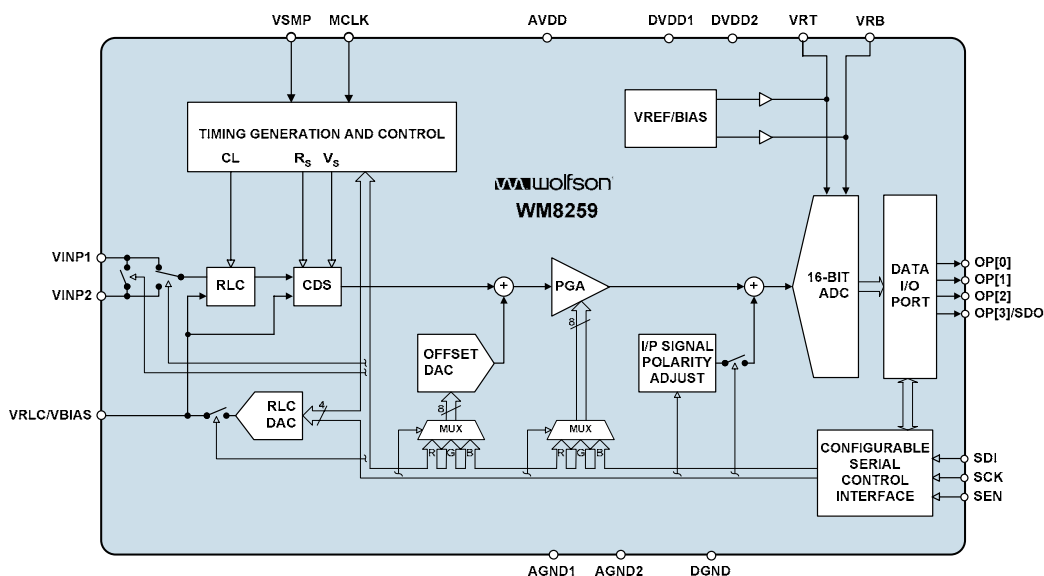 VSMP MCLK AVDD DVDD1 DVDD2 VRT VRB
TIMING GENERATION AND CONTROL
CL RS VS
VREF/BIAS
wolfson
WM8259
VINP1
VINP2
RLC
CDS
+
PGA
+
16-BIT
ADC
DATA
I/O
PORT
OP[0]
OP[1]
OP[2]
OP[3]/SDO
8
OFFSET
DAC
I/P SIGNAL
POLARITY
ADJUST
VRLC/VBIAS
RLC
DAC
4
8
MUX
R G B
MUX
R G B
CONFIGURABLE
SERIAL
CONTROL
INTERFACE
SDI
SCK
SEN
AGND1 AGND2 DGND